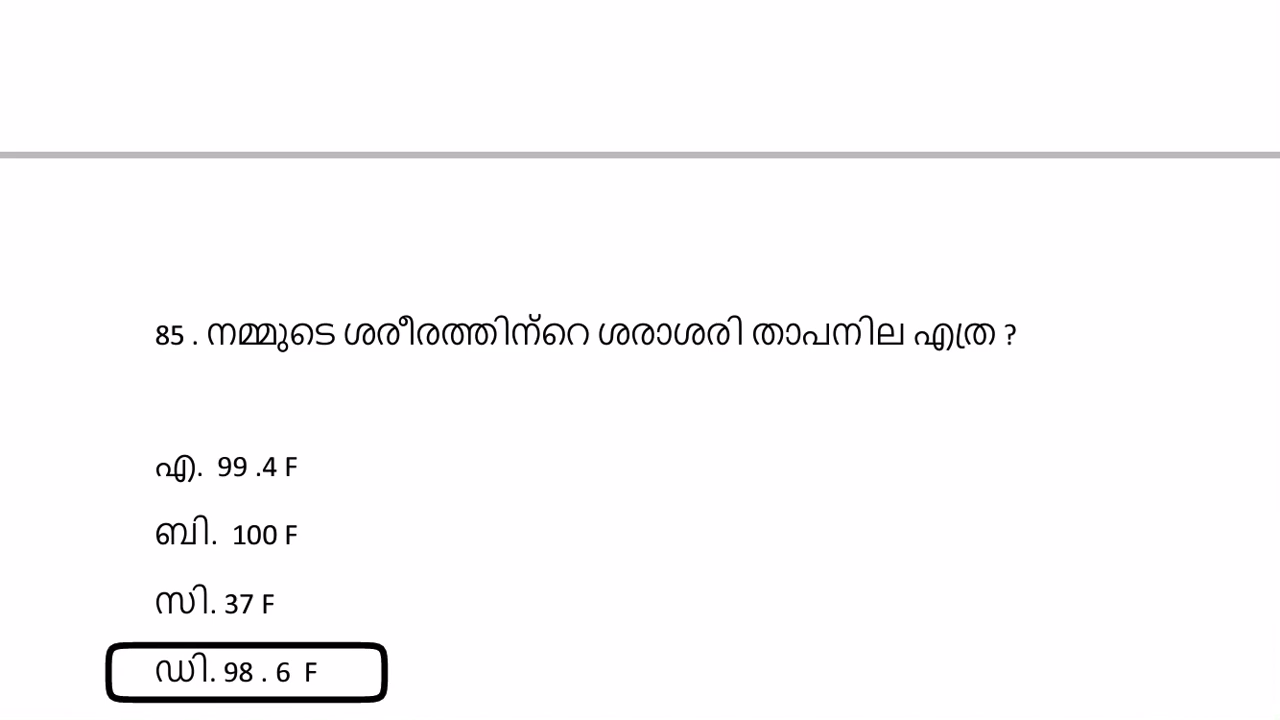 85 . നമ്മുടെ ശരീരത്തിന്റെ ശരാശരി താപനില എത്ര ?
എ. 99 .4 F
ബി. 100 F
സി. 37 F
ഡി. 98 . 6 F